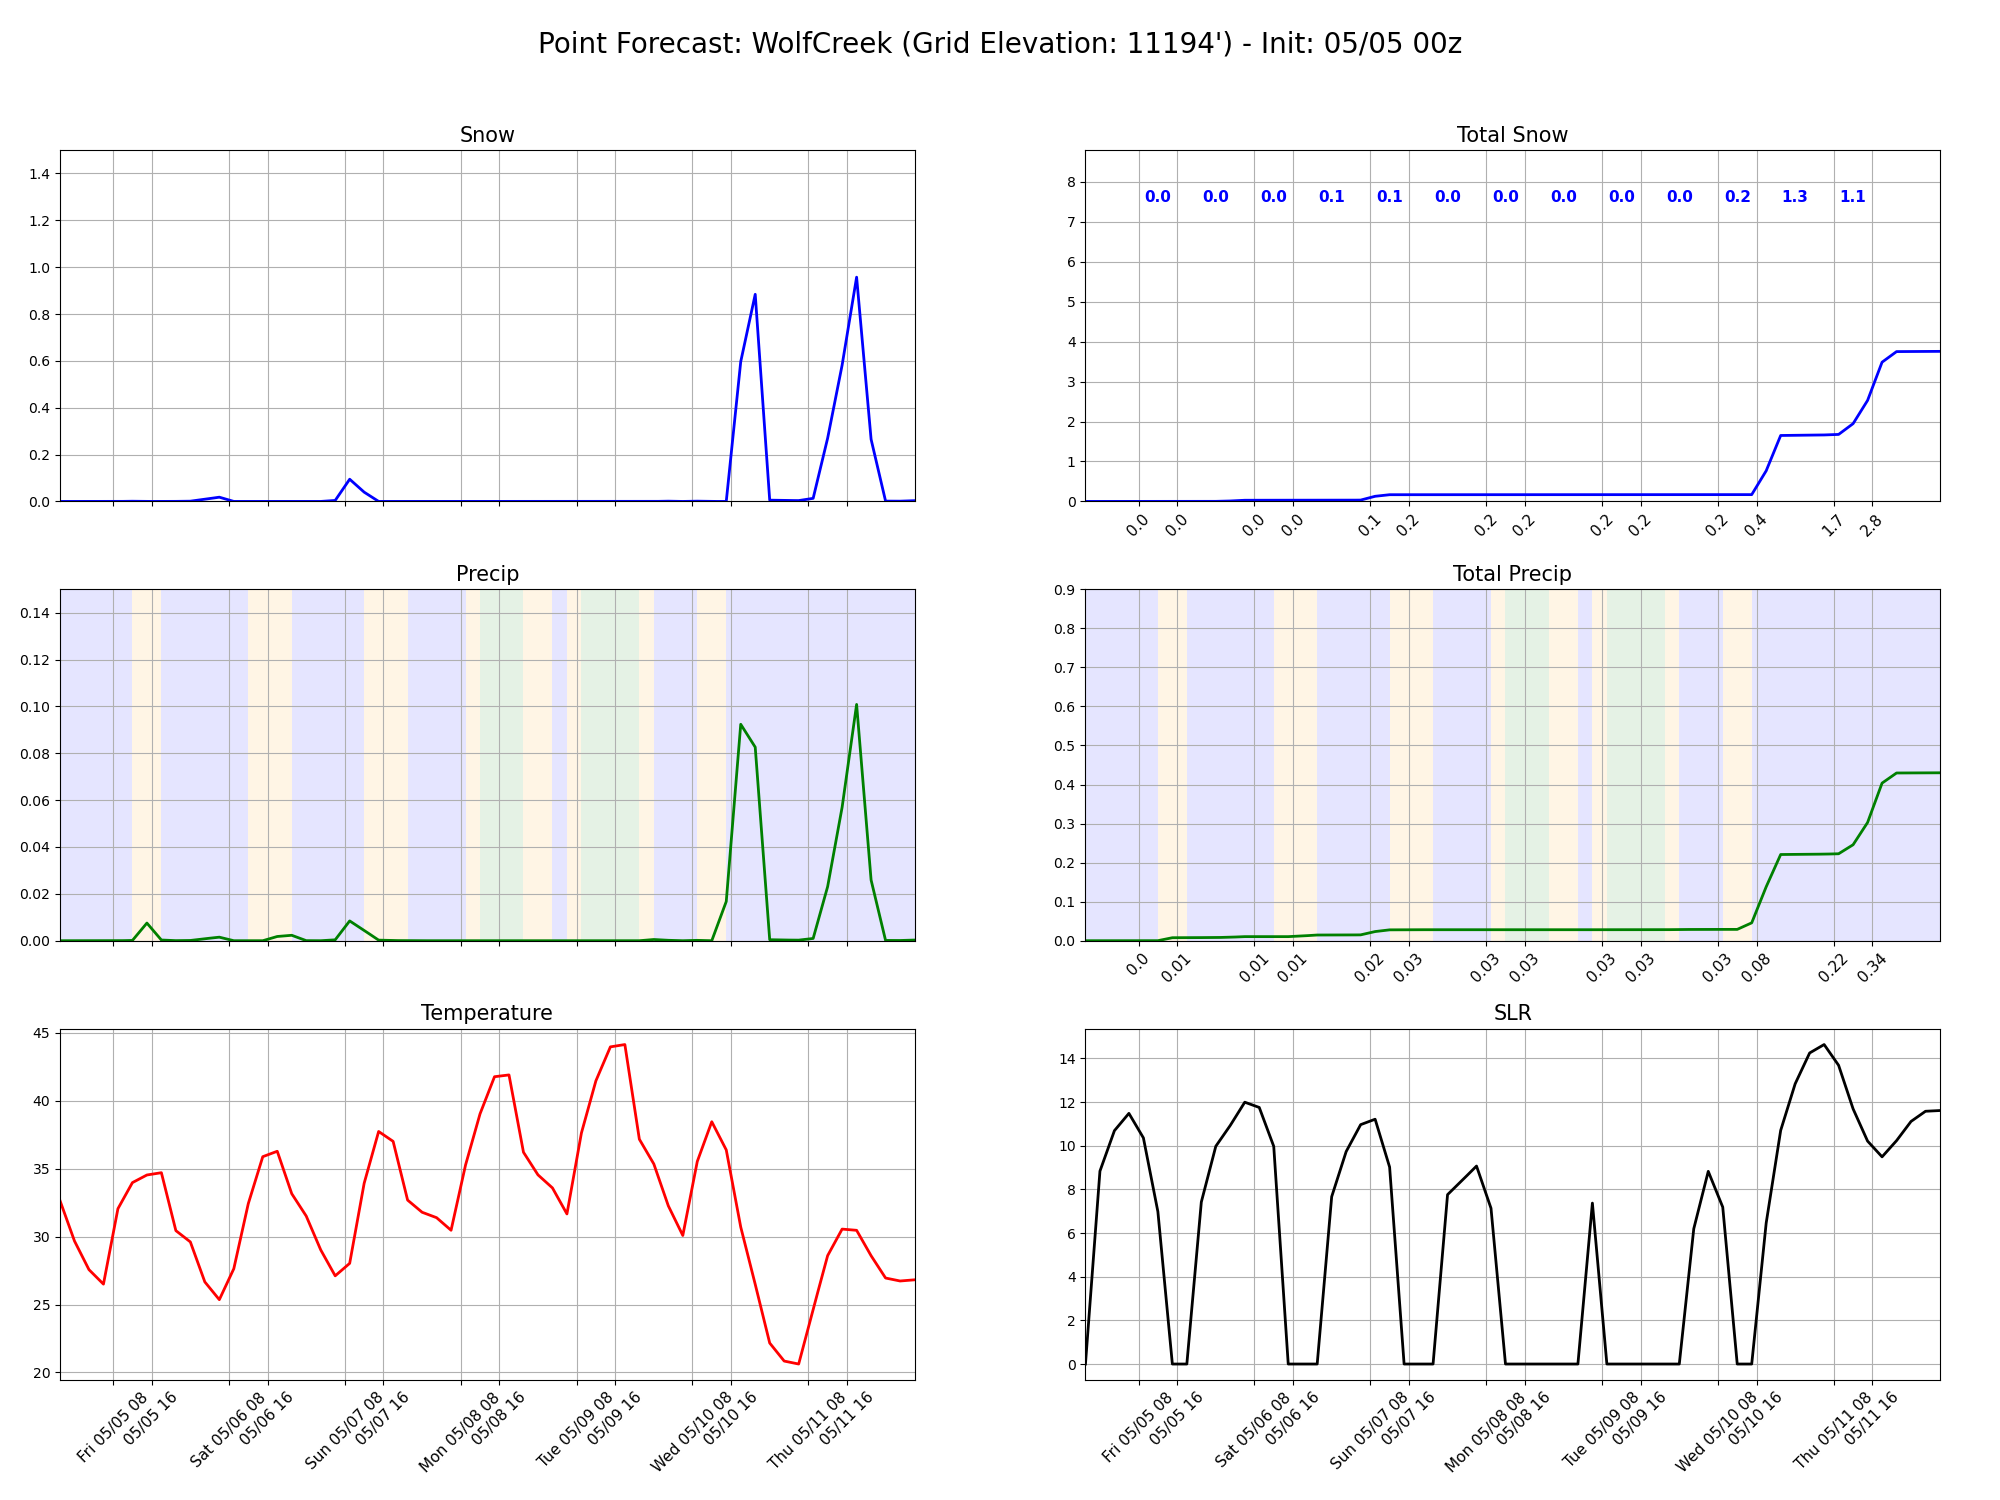 Point Forecast: WolfCreek (Grid Elevation: 11194') - Init: 05/05 00z
Snow
1.4
1.2
1.0
0.8
0.6
0.4
0.2
0.0
Total Snow
8
7
6
5
4
3
2
1
0
0.0 0.0 0.0 0.1 0.1 0.0 0.0 0.0 0.0 0.0 0.2 1.3 1.1
0.0 0.0 0.0 0.0 0.1 0.2 0.2 0.2 0.2 0.2 0.2 0.4 1.7 2.8
Precip
0.14
0.12
0.10
0.08
0.06
0.04
0.02
0.00
Total Precip
0.9
0.8
0.7
0.6
0.5
0.4
0.3
0.2
0.1
0.0
0.0 0.01 0.01 0.01 0.02 0.03 0.03 0.03 0.03 0.03 0.03 0.08 0.22 0.34
Temperature
45
40
35
30
25
20
Fri 05/05 08
05/05 16
Sat 05/06 08
05/06 16
Sun 05/07 08
05/07 16
Mon 05/08 08
05/08 16
Tue 05/09 08
05/09 16
Wed 05/10 08
05/10 16
Thu 05/11 08
05/11 16
SLR
14
12
10
8
6
4
2
0
Fri 05/05 08
05/05 16
Sat 05/06 08
05/06 16
Sun 05/07 08
05/07 16
Mon 05/08 08
05/08 16
Tue 05/09 08
05/09 16
Wed 05/10 08
05/10 16
Thu 05/11 08
05/11 16